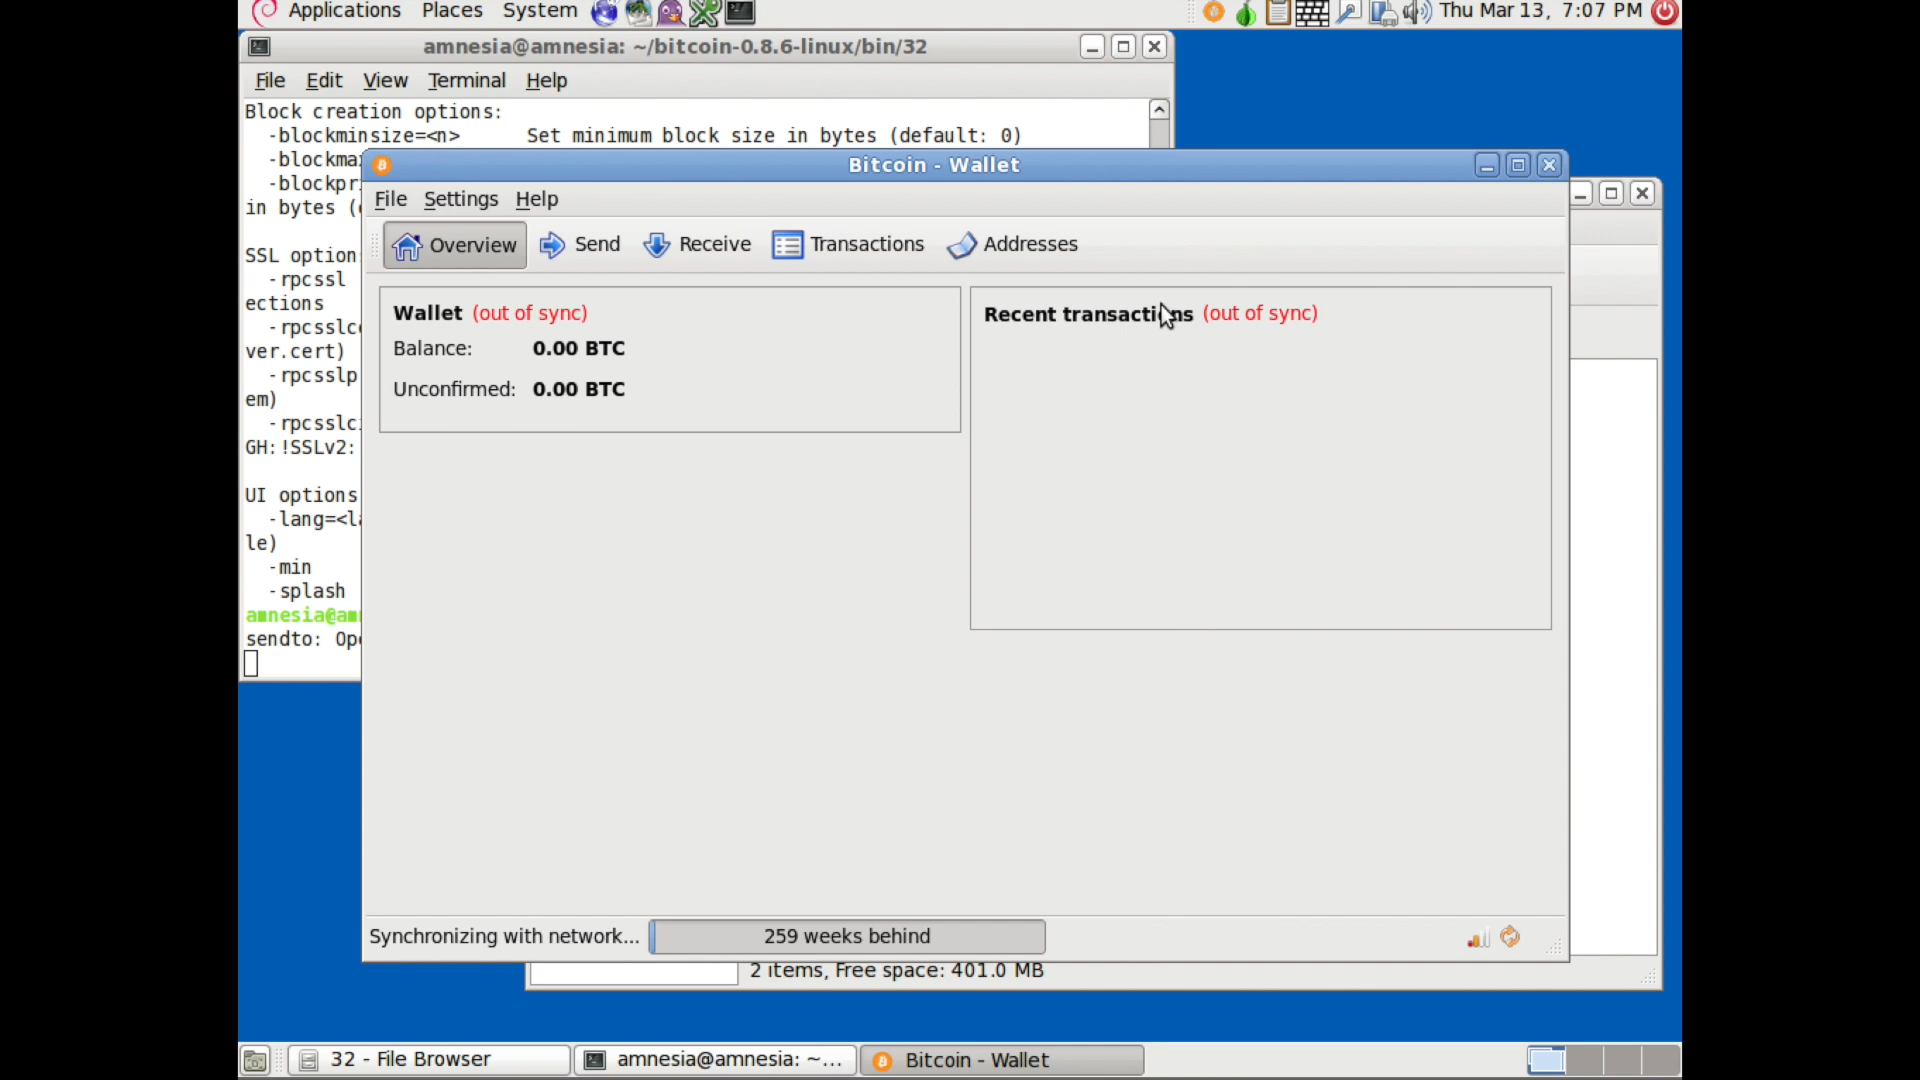 Applications Places System
Thu Mar 13, 7:07 PM
amnesia@amnesia: ~/bitcoin-0.8.6-linux/bin/32
File Edit View Terminal Help
Block creation options:
-blockminsize=<n> Set minimum block size in bytes (default: 0)
-blockma
-blockpr
in bytes (
SSL option
-rpcssl
ections
-rpcsslc
ver.cert)
-rpcsslp
em)
-rpcsslc
GH:!SSLv2:
UI options
-lang=<l
le)
-min
-splash
amnesia@am
sendto: Op
Bitcoin - Wallet
File Settings Help
Overview Send Receive Transactions Addresses
Wallet (out of sync)
Balance: 0.00 BTC
Unconfirmed: 0.00 BTC
Recent transactions (out of sync)
Synchronizing with network... 259 weeks behind
2 items, Free space: 401.0 MB
32 - File Browser
amnesia@amnesia: ~...
Bitcoin - Wallet